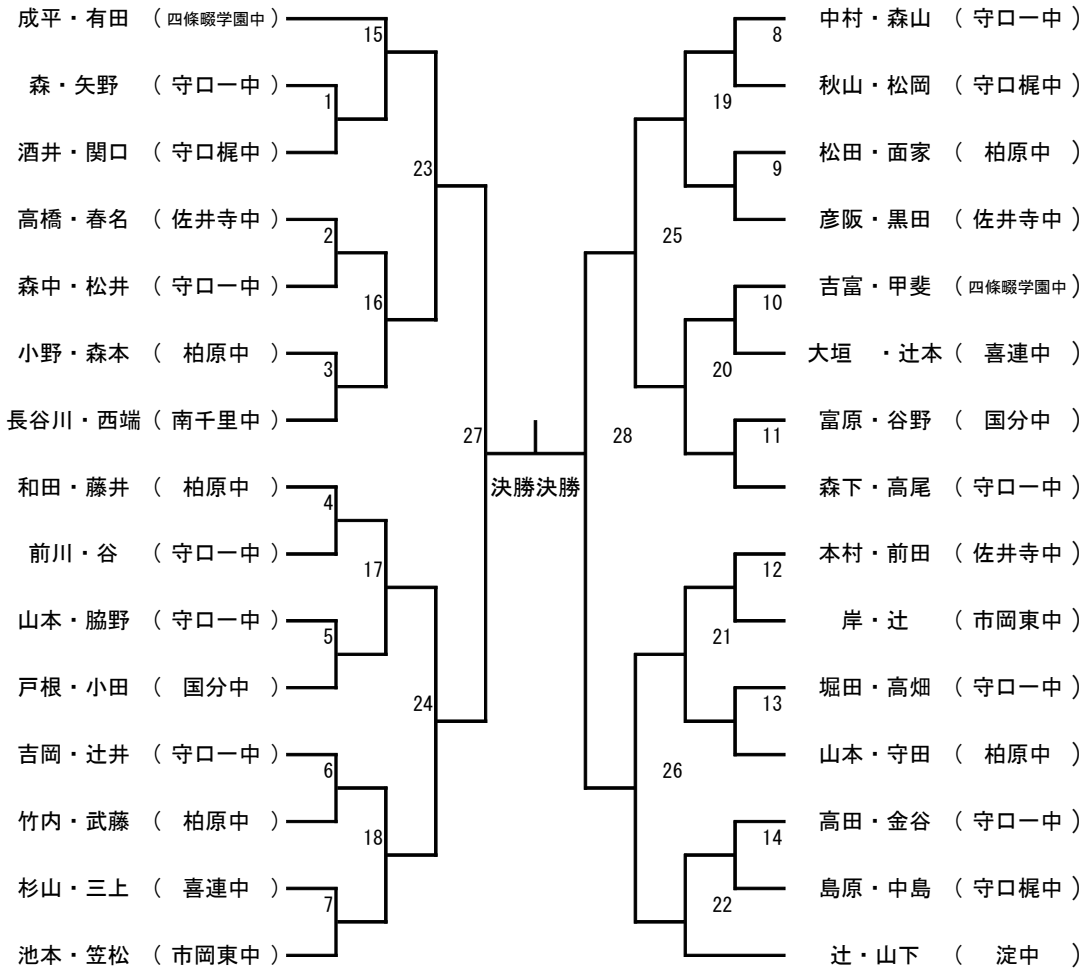 成平・有田 （ 四條畷学園中 ）
15
森・矢野 （ 守口一中 ）
1
酒井・関口 （ 守口梶中 ）
23
高橋・春名 （ 佐井寺中 ）
2
森中・松井 （ 守口一中 ）
16
小野・森本 （ 柏原中 ）
3
長谷川・西端 （ 南千里中 ）
27
和田・藤井 （ 柏原中 ）
4
前川・谷 （ 守口一中 ）
17
山本・脇野 （ 守口一中 ）
5
戸根・小田 （ 国分中 ）
24
吉岡・辻井 （ 守口一中 ）
6
竹内・武藤 （ 柏原中 ）
18
杉山・三上 （ 喜連中 ）
7
池本・笠松 （ 市岡東中 ）
決勝決勝
中村・森山 （ 守口一中 ）
8
秋山・松岡 （ 守口梶中 ）
19
松田・面家 （ 柏原中 ）
9
彦阪・黒田 （ 佐井寺中 ）
25
吉富・甲斐 （ 四條畷学園中 ）
10
大垣　・辻本 （ 喜連中 ）
20
富原・谷野 （ 国分中 ）
11
28
森下・高尾 （ 守口一中 ）
本村・前田 （ 佐井寺中 ）
12
岸・辻 （ 市岡東中 ）
21
堀田・高畑 （ 守口一中 ）
13
山本・守田 （ 柏原中 ）
26
高田・金谷 （ 守口一中 ）
14
島原・中島 （ 守口梶中 ）
22
辻・山下 （ 淀中 ）